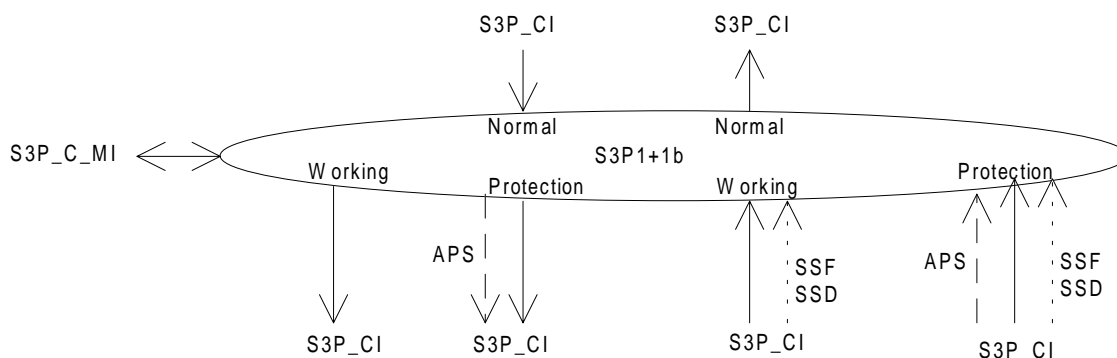 S3P_CI S3P_CI
Normal Normal
S3P_C_MI S3P1+1b
Working Protection Working Protection
APS SSF APS SSF
SSD SSD
S3P_CI S3P_CI S3P_CI S3P_CI